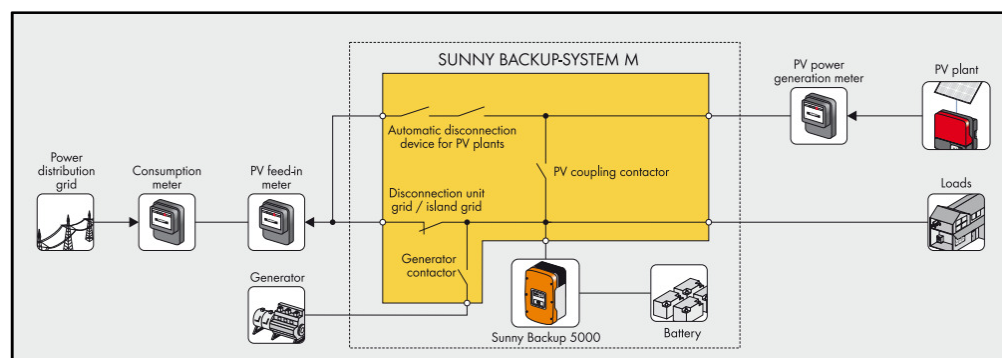 SUNNY BACKUP-SYSTEM M
PV power
generation meter
PV plant
Automatic disconnection
device for PV plants
Power
distribution
grid
Consumption
meter
PV feed-in
meter
PV coupling contactor
Loads
Disconnection unit
grid / island grid
Generator
contactor
Generator
Sunny Backup 5000
Battery